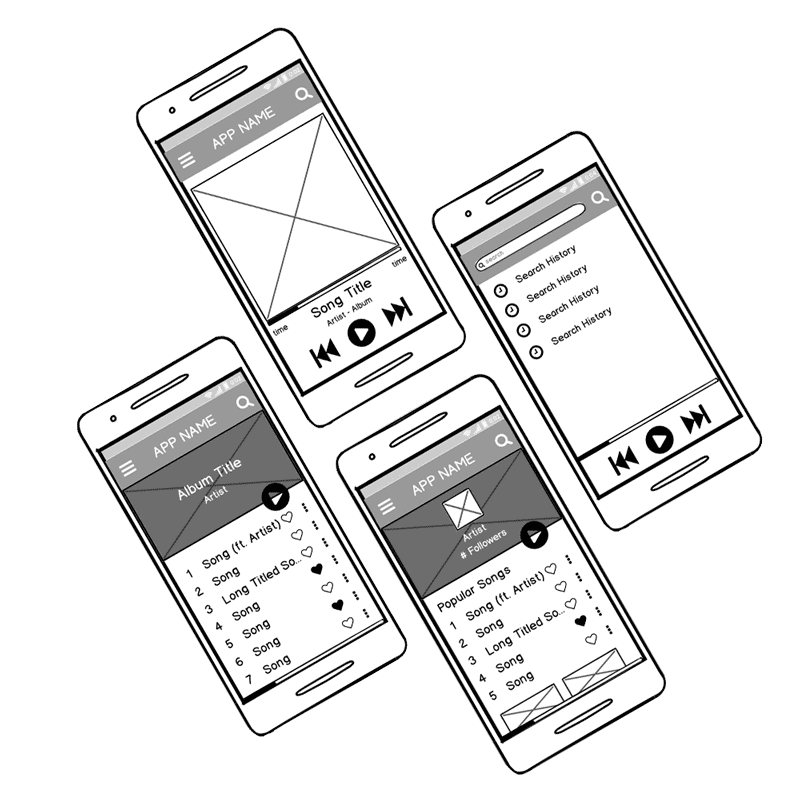 APP NAME
time
time
Song Title
Artist - Album
search
Search History
Search History
Search History
Search History
APP NAME
Album Title
Artist
1 Song (ft. Artist)
2 Song
3 Long Titled So...
4 Song
5 Song
6 Song
7 Song
APP NAME
Artist
# Followers
Popular Songs
1 Song (ft. Artist)
2 Song
3 Long Titled So...
4 Song
5 Song